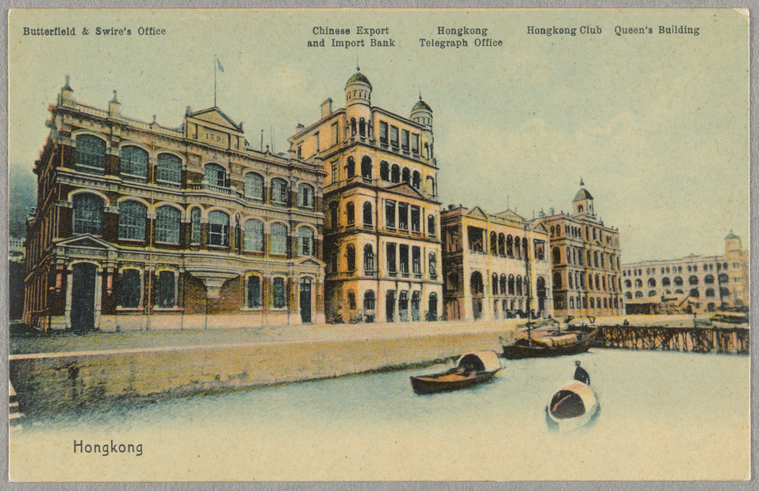 Butterfield & Swire's Office
Chinese Export
and Import Bank
Hongkong
Telegraph Office
Hongkong Club
Queen's Building
Hongkong